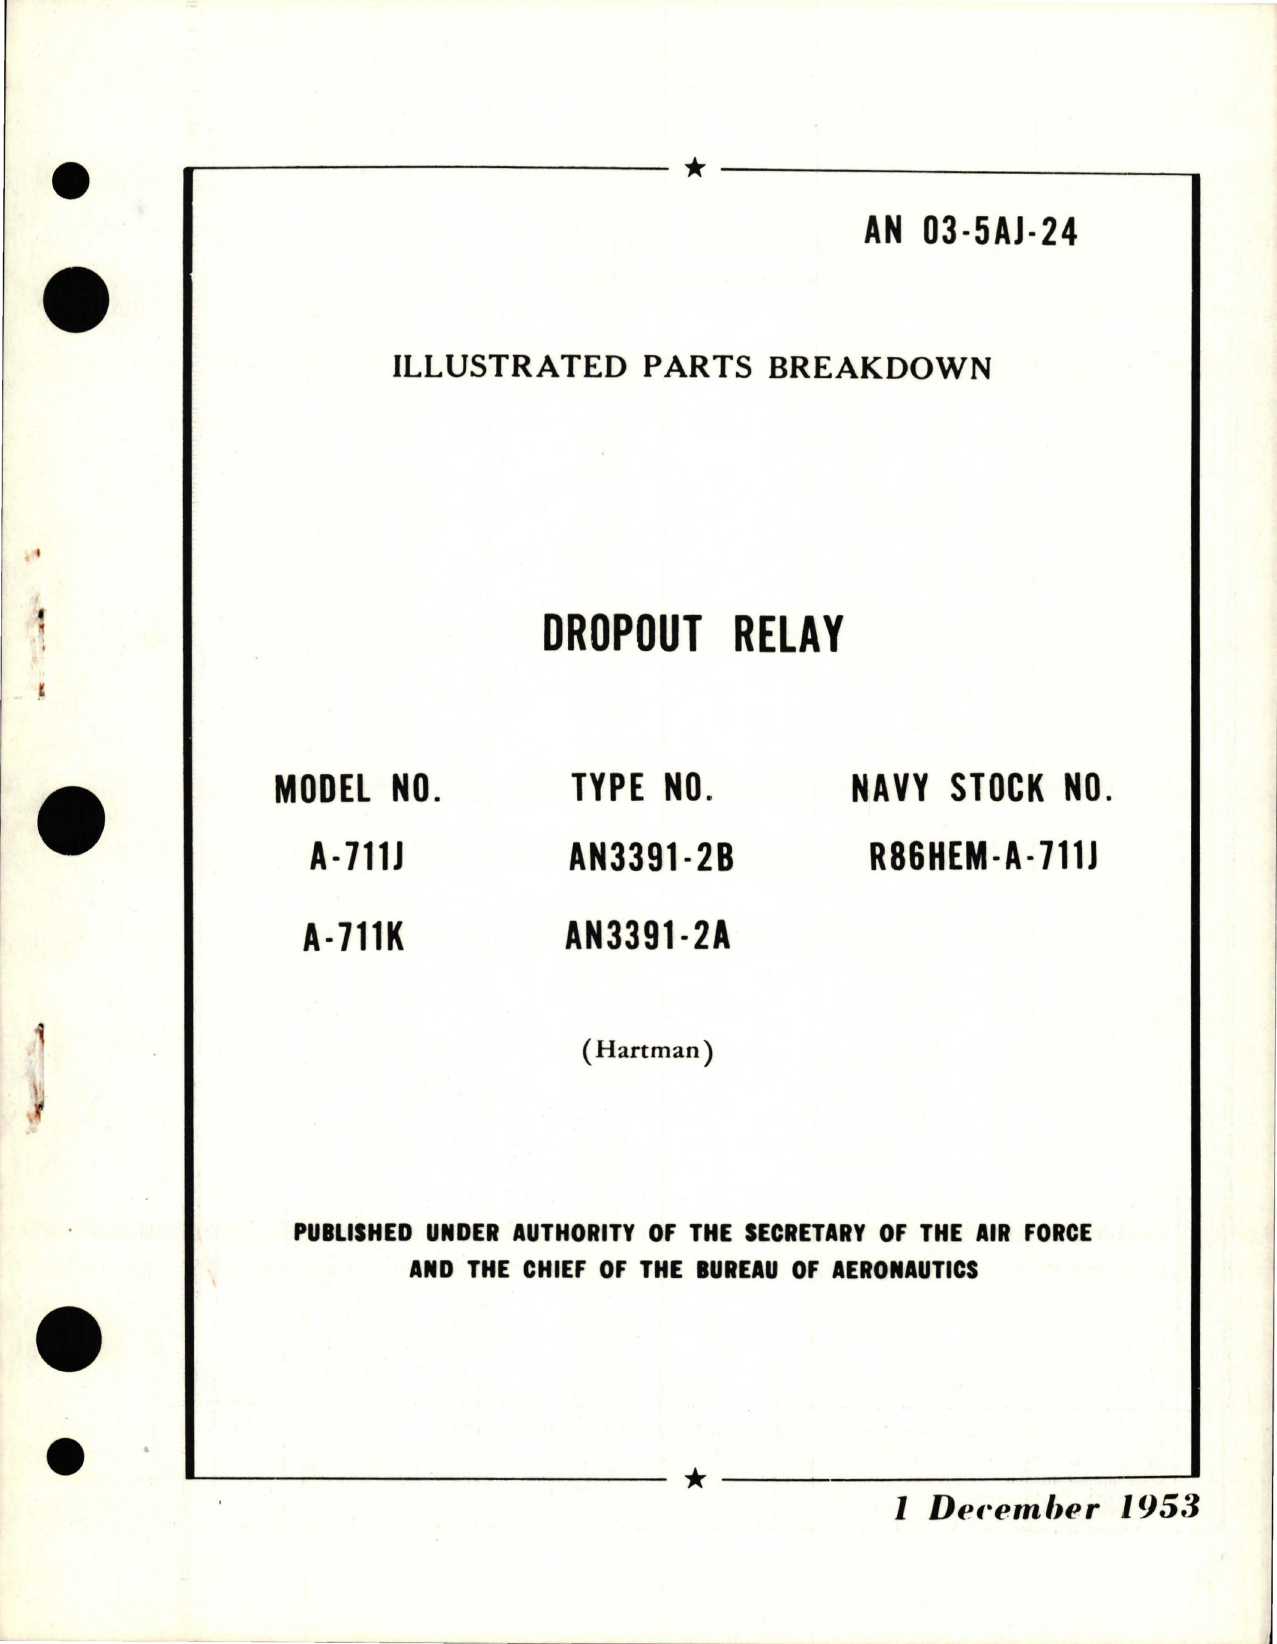 AN 03-5AJ-24
ILLUSTRATED PARTS BREAKDOWN
DROPOUT RELAY
MODEL NO. TYPE NO. NAVY STOCK NO.
A-711J AN3391-2B R86HEM-A-711J
A-711K AN3391-2A
(Hartman)
PUBLISHED UNDER AUTHORITY OF THE SECRETARY OF THE AIR FORCE
AND THE CHIEF OF THE BUREAU OF AERONAUTICS
1 December 1953